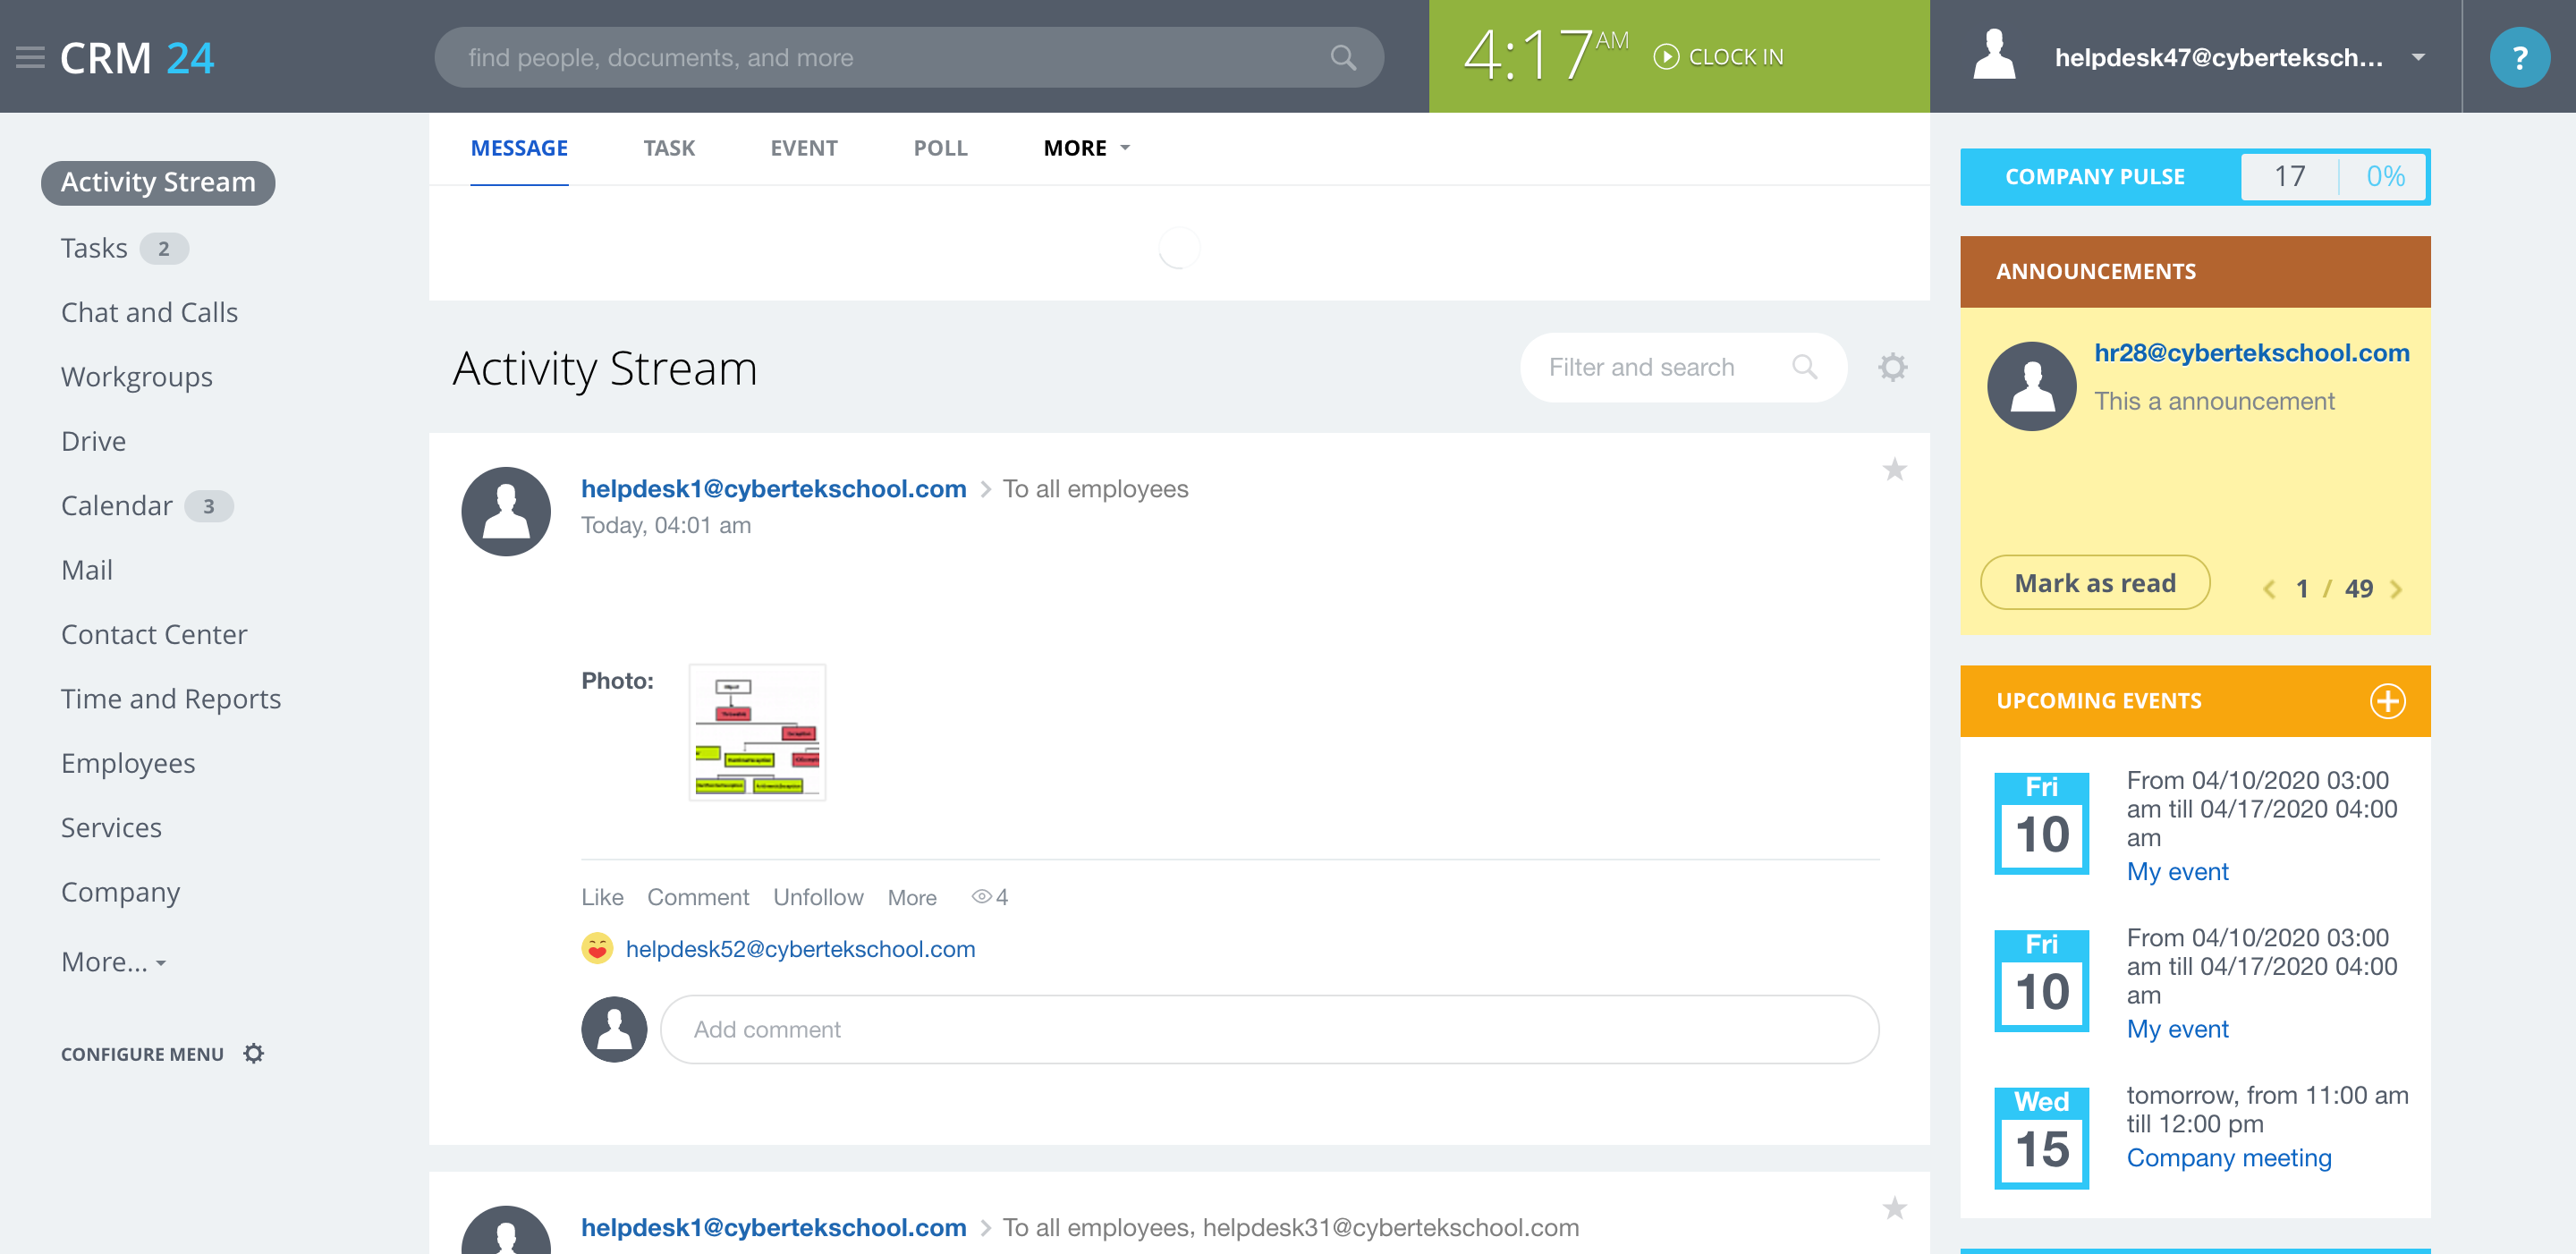 CRM 24
find people, documents, and more
4:17 AM
CLOCK IN
helpdesk47@cyberteksch...
?
Activity Stream
Tasks 2
Chat and Calls
Workgroups
Drive
Calendar 3
Mail
Contact Center
Time and Reports
Employees
Services
Company
More...
CONFIGURE MENU
MESSAGE
TASK
EVENT
POLL
MORE
Activity Stream
Filter and search
helpdesk1@cybertekschool.com
To all employees
Today, 04:01 am
Photo:
Like
Comment
Unfollow
More
4
helpdesk52@cybertekschool.com
Add comment
helpdesk1@cybertekschool.com
To all employees, helpdesk31@cybertekschool.com
COMPANY PULSE
17
0%
ANNOUNCEMENTS
hr28@cybertekschool.com
This a announcement
Mark as read
1 / 49
UPCOMING EVENTS
Fri
10
From 04/10/2020 03:00
am till 04/17/2020 04:00
am
My event
Fri
10
From 04/10/2020 03:00
am till 04/17/2020 04:00
am
My event
Wed
15
tomorrow, from 11:00 am
till 12:00 pm
Company meeting